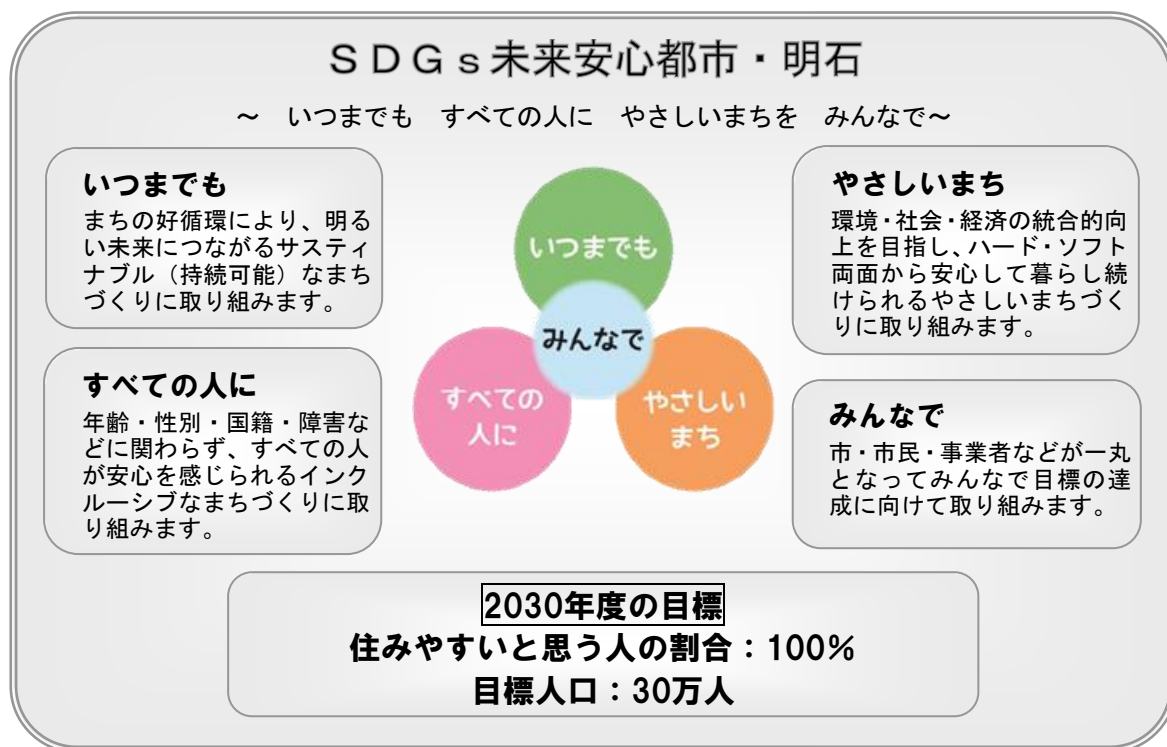 ＳＤＧｓ未来安心都市・明石
～　いつまでも　すべての人に　やさしいまちを　みんなで～
いつまでも
まちの好循環により、明る
い未来につながるサスティ
ナブル（持続可能）なまち
づくりに取り組みます。
すべての人に
年齢・性別・国籍・障害な
どに関わらず、すべての人
が安心を感じられるインク
ルーシブなまちづくりに取
り組みます。
いつまでも
みんなで
すべての
人に
やさしい
まち
やさしいまち
環境・社会・経済の統合的向
上を目指し、ハード・ソフト
両面から安心して暮らし続
けられるやさしいまちづく
りに取り組みます。
みんなで
市・市民・事業者などが一丸
となってみんなで目標の達
成に向けて取り組みます。
2030年度の目標
住みやすいと思う人の割合：100%
目標人口：30万人